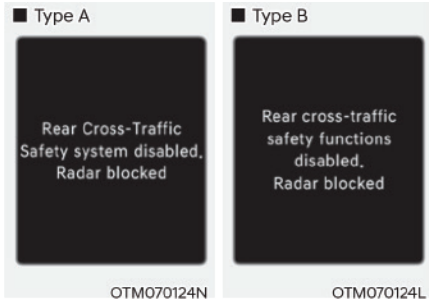 ■ Type A
Rear Cross-Traffic
Safety system disabled.
Radar blocked
OTM070124N
■ Type B
Rear cross-traffic
safety functions
disabled.
Radar blocked
OTM070124L